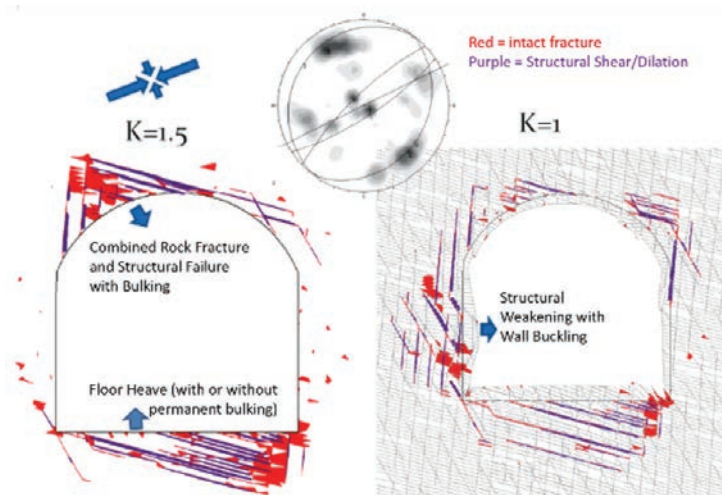 Red = intact fracture
Purple = Structural Shear/Dilation
K=1.5
K=1
Combined Rock Fracture
and Structural Failure
with Bulking
Structural
Weakening with
Wall Buckling
Floor Heave (with or without
permanent bulking)